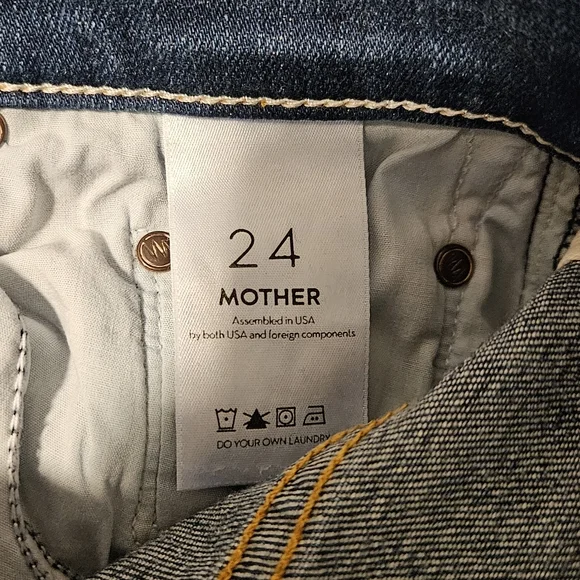 24
MOTHER
Assembled in USA
by both USA and foreign components
DO YOUR OWN LAUNDRY